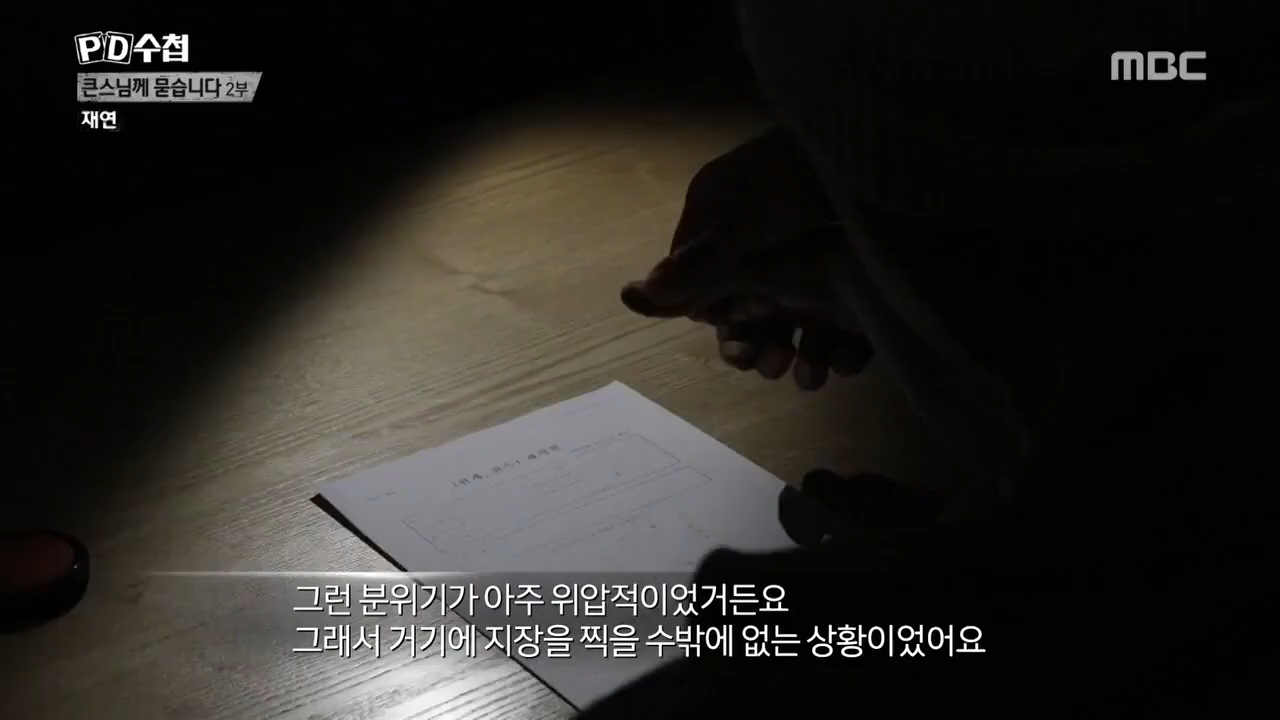 PD수첩
MBC
큰스님께 묻습니다 2부
재연
그런 분위기가 아주 위압적이었거든요
그래서 거기에 지장을 찍을 수밖에 없는 상황이었어요